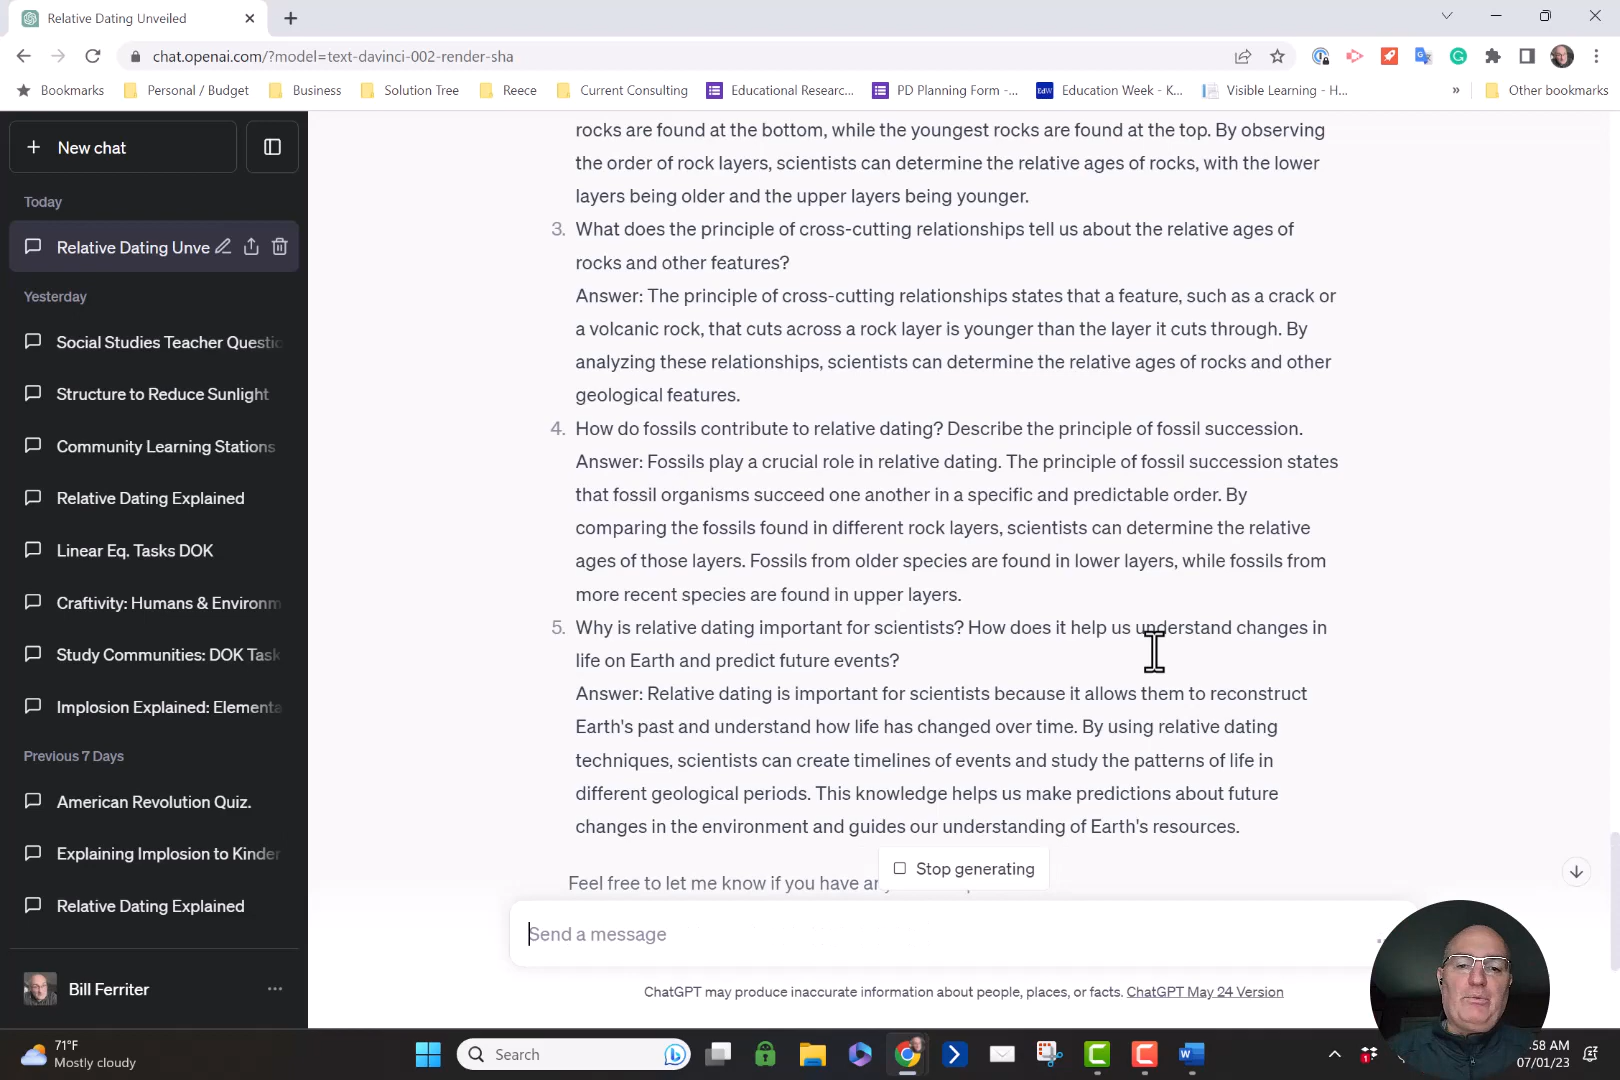 Relative Dating Unveiled
chat.openai.com/?model=text-davinci-002-render-sha
Bookmarks
Personal / Budget
Business
Solution Tree
Reece
Current Consulting
Educational Researc...
PD Planning Form -...
EdW
Education Week - K...
Visible Learning - H...
»
Other bookmarks
New chat
Today
Relative Dating Unve
Yesterday
Social Studies Teacher Questic
Structure to Reduce Sunlight
Community Learning Stations
Relative Dating Explained
Linear Eq. Tasks DOK
Craftivity: Humans & Environm
Study Communities: DOK Task
Implosion Explained: Elementa
Previous 7 Days
American Revolution Quiz.
Explaining Implosion to Kinder
Relative Dating Explained
Bill Ferriter
rocks are found at the bottom, while the youngest rocks are found at the top. By observing
the order of rock layers, scientists can determine the relative ages of rocks, with the lower
layers being older and the upper layers being younger.
3. What does the principle of cross-cutting relationships tell us about the relative ages of
rocks and other features?
Answer: The principle of cross-cutting relationships states that a feature, such as a crack or
a volcanic rock, that cuts across a rock layer is younger than the layer it cuts through. By
analyzing these relationships, scientists can determine the relative ages of rocks and other
geological features.
4. How do fossils contribute to relative dating? Describe the principle of fossil succession.
Answer: Fossils play a crucial role in relative dating. The principle of fossil succession states
that fossil organisms succeed one another in a specific and predictable order. By
comparing the fossils found in different rock layers, scientists can determine the relative
ages of those layers. Fossils from older species are found in lower layers, while fossils from
more recent species are found in upper layers.
5. Why is relative dating important for scientists? How does it help us understand changes in
life on Earth and predict future events?
Answer: Relative dating is important for scientists because it allows them to reconstruct
Earth's past and understand how life has changed over time. By using relative dating
techniques, scientists can create timelines of events and study the patterns of life in
different geological periods. This knowledge helps us make predictions about future
changes in the environment and guides our understanding of Earth's resources.
Stop generating
Feel free to let me know if you have
Send a message
ChatGPT may produce inaccurate information about people, places, or facts. ChatGPT May 24 Version
71°F
Mostly cloudy
Search
:58 AM
07/01/23